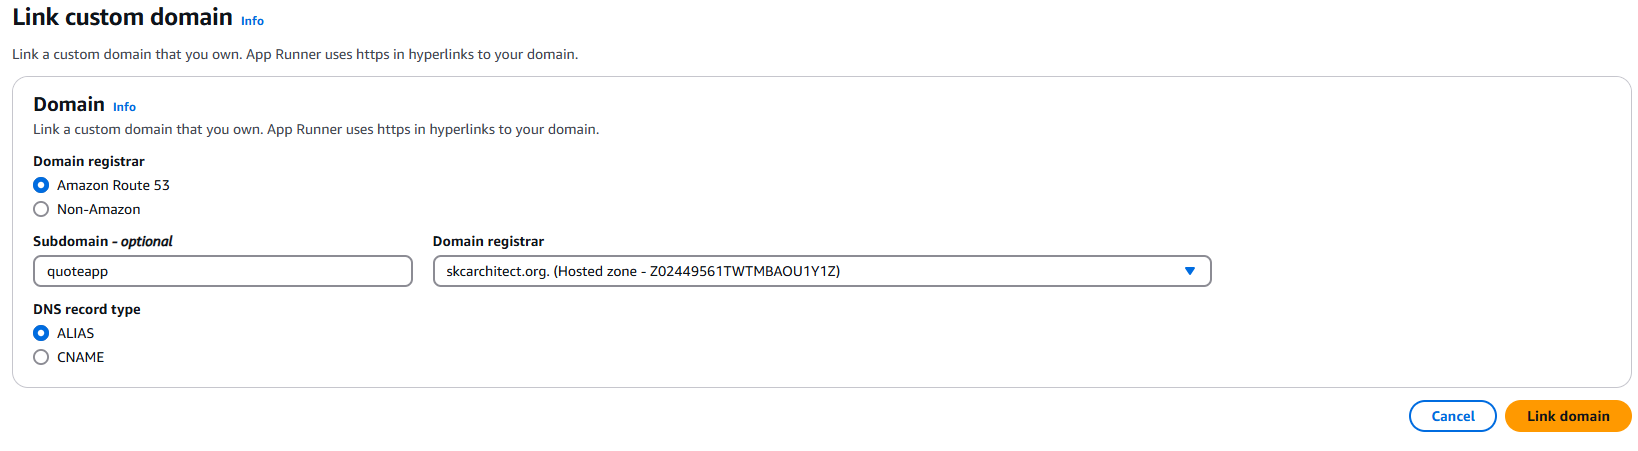 Link custom domain Info
Link a custom domain that you own. App Runner uses https in hyperlinks to your domain.
Domain Info
Link a custom domain that you own. App Runner uses https in hyperlinks to your domain.
Domain registrar
Amazon Route 53
Non-Amazon
Subdomain - optional
quoteapp
Domain registrar
skcarchitect.org. (Hosted zone - Z02449561TWTMBAOU1Y1Z)
DNS record type
ALIAS
CNAME
Cancel
Link domain